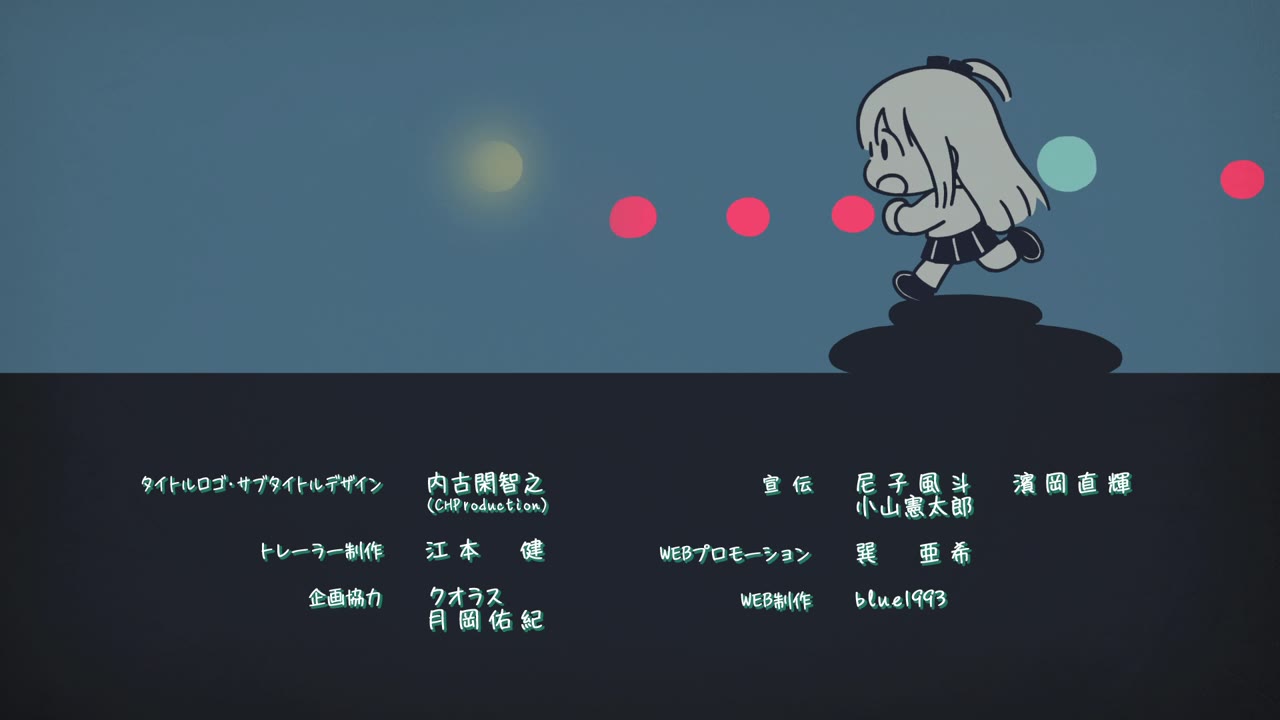 タイトルロゴ・サブタイトルデザイン 内古閑智之
(CHProduction)
トレーラー制作 江本 健
企画協力 クオラス
月岡佑紀
宣伝 尼子風斗 濱岡直輝
小山憲太郎
WEBプロモーション 巽 亜希
WEB制作 blue1993